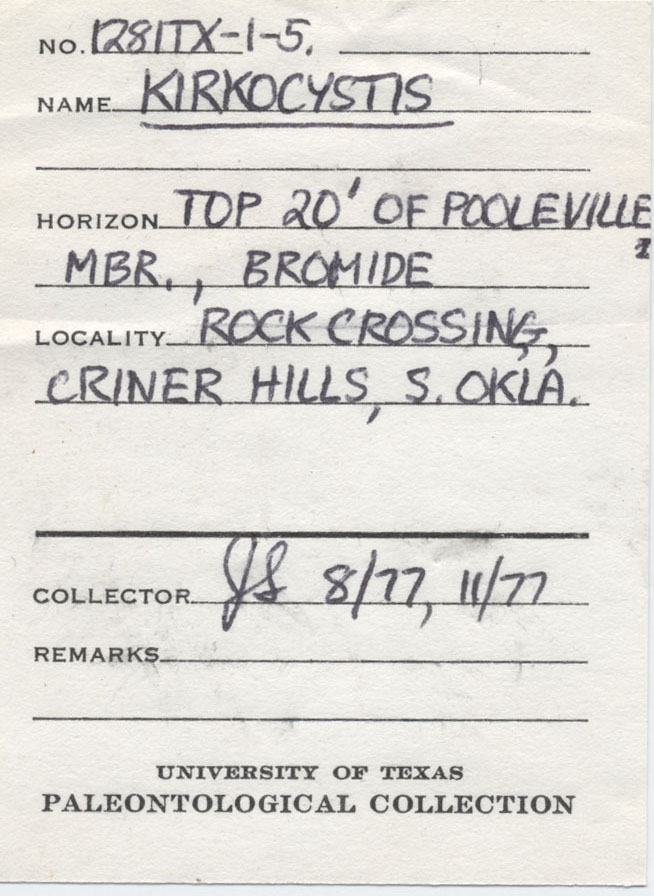 NO. 1281TX-1-5.
NAME KIRKOCYSTIS
HORIZON TOP 20' OF POOLEVILLE
MBR., BROMIDE
LOCALITY ROCK CROSSING,
CRINER HILLS, S. OKLA.
COLLECTOR JS 8/77, 11/77
REMARKS
UNIVERSITY OF TEXAS
PALEONTOLOGICAL COLLECTION